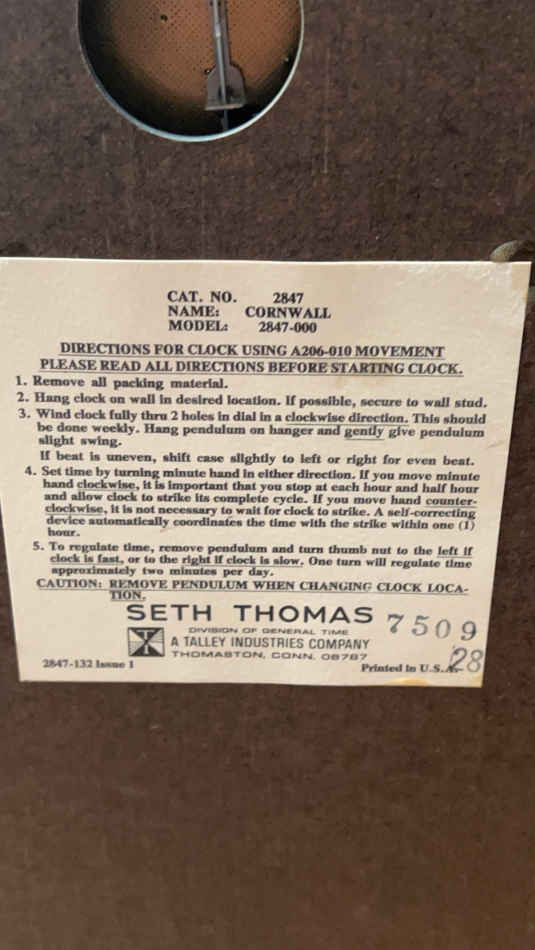 CAT. NO. 2847
NAME: CORNWALL
MODEL: 2847-000
DIRECTIONS FOR CLOCK USING A206-010 MOVEMENT
PLEASE READ ALL DIRECTIONS BEFORE STARTING CLOCK.
1. Remove all packing material.
2. Hang clock on wall in desired location. If possible, secure to wall stud.
3. Wind clock fully thru 2 holes in dial in a clockwise direction. This should
be done weekly. Hang pendulum on hanger and gently give pendulum
slight swing.
If beat is uneven, shift case slightly to left or right for even beat.
4. Set time by turning minute hand in either direction. If you move minute
hand clockwise, it is important that you stop at each hour and half hour
and allow clock to strike its complete cycle. If you move hand counter-
clockwise, it is not necessary to wait for clock to strike. A self-correcting
device automatically coordinates the time with the strike within one (1)
hour.
5. To regulate time, remove pendulum and turn thumb nut to the left if
clock is fast, or to the right if clock is slow. One turn will regulate time
approximately two minutes per day.
CAUTION: REMOVE PENDULUM WHEN CHANGING CLOCK LOCA-
TION.
SETH THOMAS 7509
DIVISION OF GENERAL TIME
A TALLEY INDUSTRIES COMPANY
THOMASTON, CONN. 06787
2847-132 Issue 1 Printed in U.S.A. 28